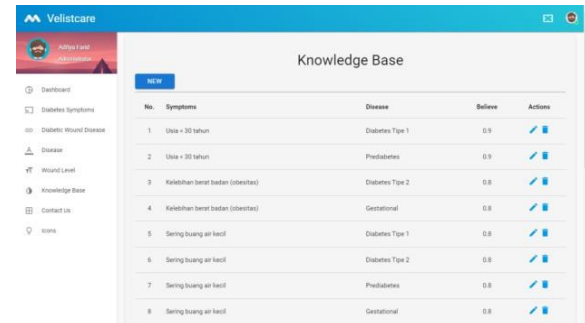 Velistcare
Aditya Farid
Administrator
Dashboard
Diabetes Symptoms
Diabetic Wound Disease
Disease
Wound Level
Knowledge Base
Contact Us
Icons
Knowledge Base
NEW
No. Symptoms Disease Believe Actions
1 Usia < 30 tahun Diabetes Tipe 1 0.9
2 Usia < 30 tahun Prediabetes 0.9
3 Kelebihan berat badan (obesitas) Diabetes Tipe 2 0.8
4 Kelebihan berat badan (obesitas) Gestational 0.8
5 Sering buang air kecil Diabetes Tipe 1 0.8
6 Sering buang air kecil Diabetes Tipe 2 0.8
7 Sering buang air kecil Prediabetes 0.8
8 Sering buang air kecil Gestational 0.8